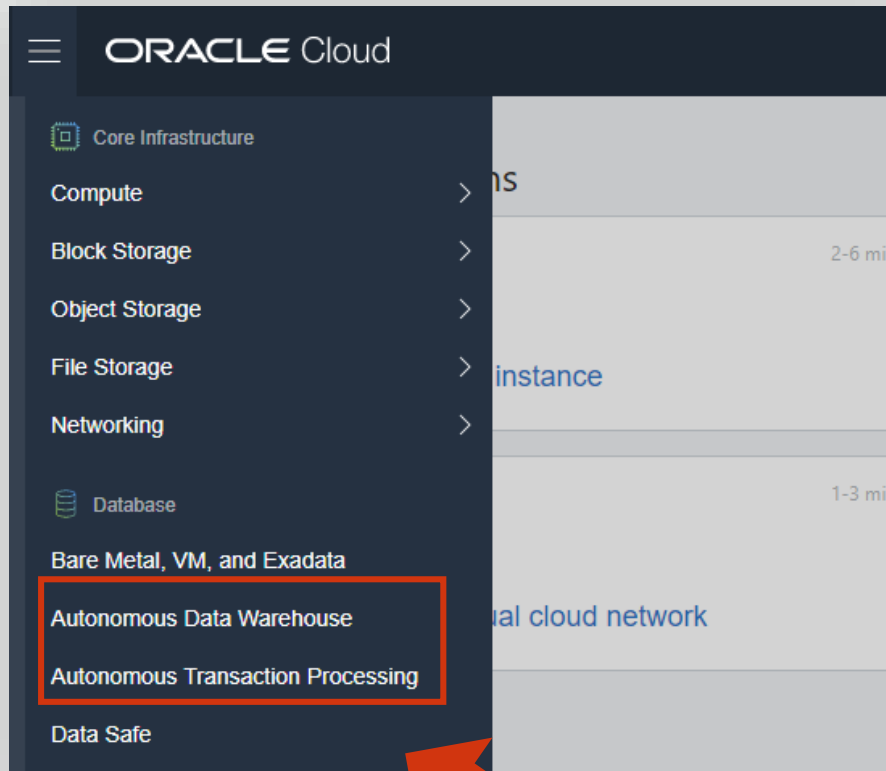 ORACLE Cloud
Core Infrastructure
Compute
Block Storage
Object Storage
File Storage
Networking
Database
Bare Metal, VM, and Exadata
Autonomous Data Warehouse
Autonomous Transaction Processing
Data Safe
ns
2-6 mi
instance
1-3 mi
ual cloud network